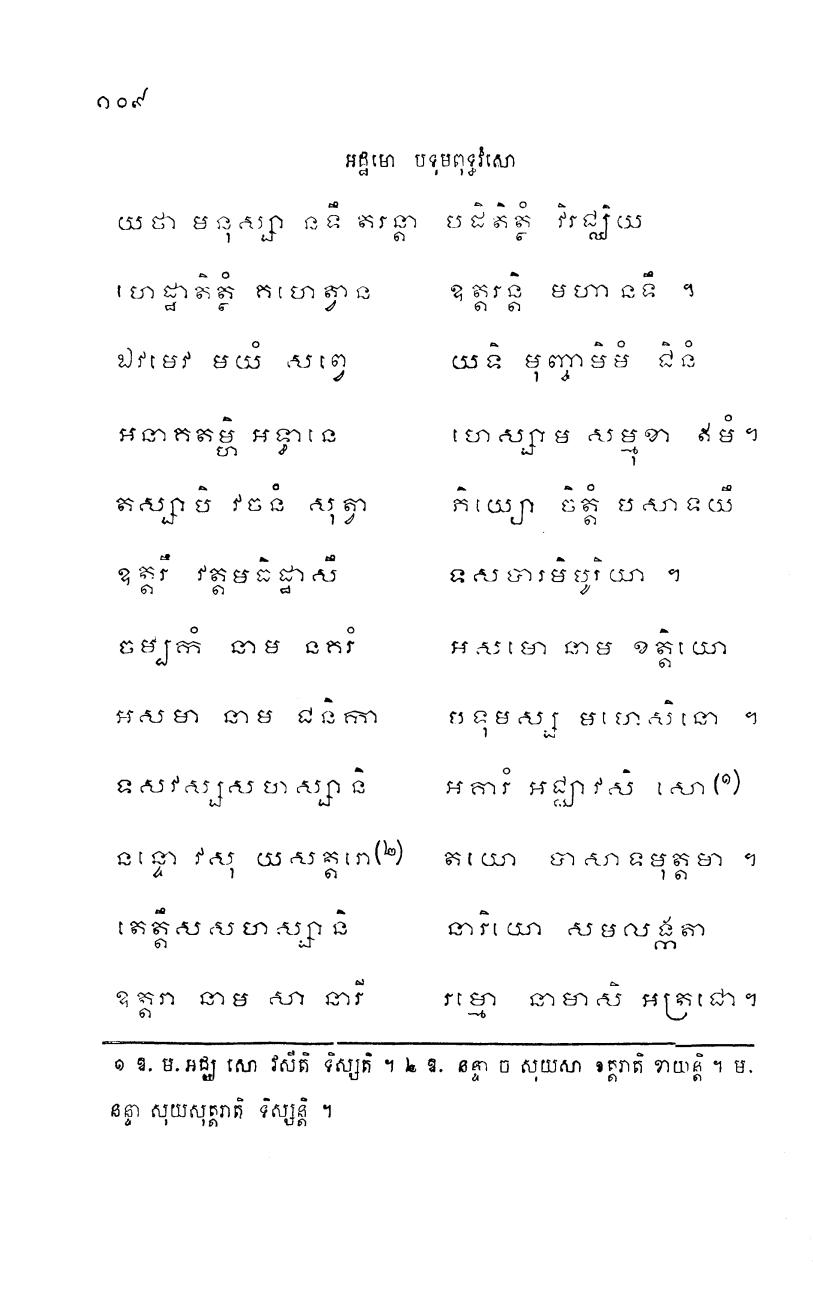 ១០៩
អដ្ឋមោ បទុមពុទ្ធវំសោ
យថា មនុស្សា នទឹ តរន្តា បដិតិត្ថំ វិរជ្ឈិយ
ហេដ្ឋាតិត្ថំ គហេត្វាន ឧត្តរន្តិ មហានទឹ ។
ឯវមេវ មយំ សព្វេ យទិ មុញ្ចាមិមំ ជិនំ
អនាគតម្ហិ អទ្ធានេ ហេស្សាម សម្មុខា ឥមំ។
តស្សាបិ វចនំ សុត្វា ភិយ្យោ ចិត្តំ បសាទយឹ
ឧត្តរឹ វត្តមធិដ្ឋាសឹ ទសបារមិបូរិយា ។
ចម្បកំ នាម នគរំ អសមោ នាម ខត្តិយោ
អសមា នាម ជនិកា បទុមស្ស មហេសិនោ ។
ទសវស្សសហស្សានិ អគារំ អជ្ឈាវសិ សោ(១)
នន្ទោ វសុ យសត្តរោ(២) តយោ បាសាទមុត្តមា ។
តេត្តឹសសហស្សានិ នារិយោ សមលង្កតា
ឧត្តរា នាម សា នារី រម្មោ នាមាសិ អត្រជោ។
១ ឱ. ម. អជ្ឈ សោ វសីតិ ទិស្សតិ ។ ២ ឱ. នន្ទា ច សុយសា ឧត្តរាតិ ខាយន្តិ ។ ម.
នន្ទា សុយសុត្តរាតិ ទិស្សន្តិ ។